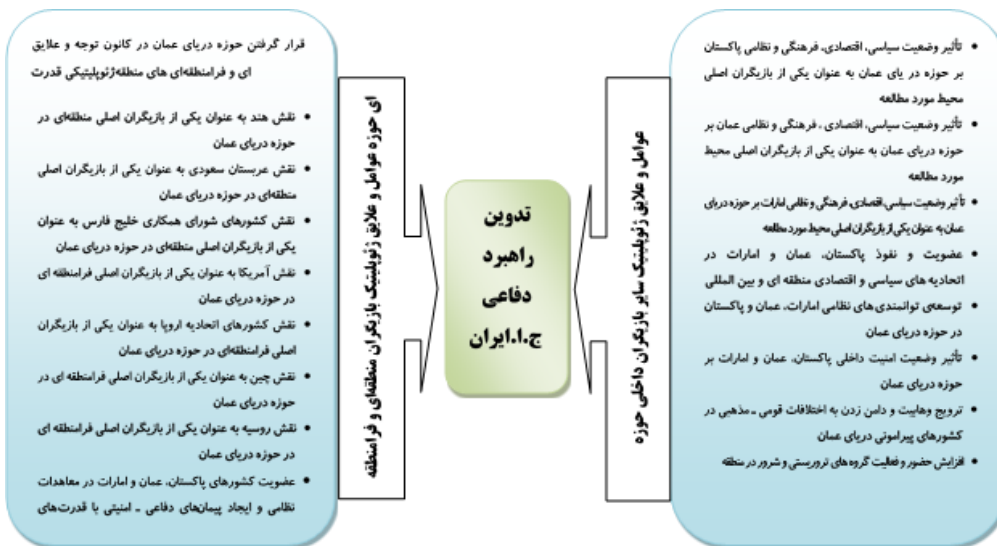 تأثیر وضعیت سیاسی، اقتصادی، فرهنگی و نظامی پاکستان
بر حوزه در یای عمان به عنوان یکی از بازیگران اصلی
محیط مورد مطالعه
تأثیر وضعیت سیاسی، اقتصادی ، فرهنگی و نظامی عمان بر
حوزه دریای عمان به عنوان یکی از بازیگران اصلی محیط
مورد مطالعه
تأثیر وضعیت سیاسی، اقتصادی، فرهنگی و نظامی امارات بر حوزه دریای
عمان به عنوان یکی از بازیگران اصلی محیط مورد مطالعه
عضویت و نفوذ پاکستان، عمان و امارات در
اتحادیه های سیاسی و اقتصادی منطقه ای و بین المللی
توسعه‌ی توانمندی های نظامی امارات، عمان و پاکستان
در حوزه دریای عمان
تأثیر وضعیت امنیت داخلی پاکستان، عمان و امارات بر
حوزه دریای عمان
ترویج وهابیت و دامن زدن به اختلافات قومی ـ مذهبی در
کشورهای پیرامونی دریای عمان
افزایش حضور و فعالیت گروه های تروریستی و شرور در منطقه
عوامل و علایق ژئوپلیتیک سایر بازیگران داخلی حوزه
تدوین
راهبرد
دفاعی
ج.ا.ایران
ای حوزه عوامل و علایق ژئوپلیتیک بازیگران منطقه‌ای و فرامنطقه
قرار گرفتن حوزه دریای عمان در کانون توجه و علایق
ای و فرامنطقه‌ای های منطقه‌ژئوپلیتیکی قدرت
نقش هند به عنوان یکی از بازیگران اصلی منطقه‌ای در
حوزه دریای عمان
نقش عربستان سعودی به عنوان یکی از بازیگران اصلی
منطقه‌ای در حوزه دریای عمان
نقش کشورهای شورای همکاری خلیج فارس به عنوان
یکی از بازیگران اصلی منطقه‌ای در حوزه دریای عمان
نقش آمریکا به عنوان یکی از بازیگران اصلی فرامنطقه ای
در حوزه دریای عمان
نقش کشورهای اتحادیه اروپا به عنوان یکی از بازیگران
اصلی فرامنطقه‌ای در حوزه دریای عمان
نقش چین به عنوان یکی از بازیگران اصلی فرامنطقه ای در
حوزه دریای عمان
نقش روسیه به عنوان یکی از بازیگران اصلی فرامنطقه ای
در حوزه دریای عمان
عضویت کشورهای پاکستان، عمان و امارات در معاهدات
نظامی و ایجاد پیمان‌های دفاعی ـ امنیتی با قدرت‌های